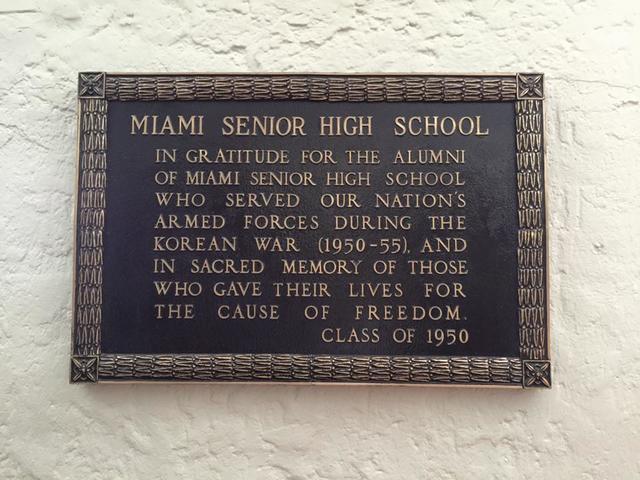 MIAMI SENIOR HIGH SCHOOL
IN GRATITUDE FOR THE ALUMNI
OF MIAMI SENIOR HIGH SCHOOL
WHO SERVED OUR NATION'S
ARMED FORCES DURING THE
KOREAN WAR (1950-55), AND
IN SACRED MEMORY OF THOSE
WHO GAVE THEIR LIVES FOR
THE CAUSE OF FREEDOM.
CLASS OF 1950